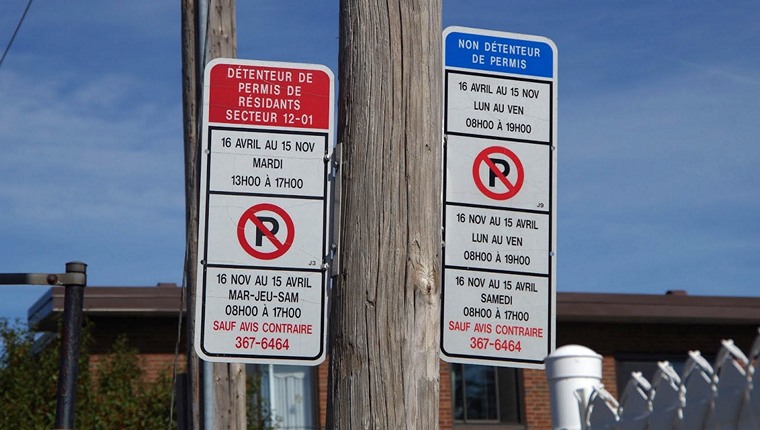 DÉTENTEUR DE
PERMIS DE
RÉSIDANTS
SECTEUR 12-01
16 AVRIL AU 15 NOV
MARDI
13H00 À 17H00
P
J3
16 NOV AU 15 AVRIL
MAR-JEU-SAM
08H00 À 17H00
SAUF AVIS CONTRAIRE
367-6464
NON DÉTENTEUR
DE PERMIS
16 AVRIL AU 15 NOV
LUN AU VEN
08H00 À 19H00
P
J9
16 NOV AU 15 AVRIL
LUN AU VEN
08H00 À 19H00
16 NOV AU 15 AVRIL
SAMEDI
08H00 À 17H00
SAUF AVIS CONTRAIRE
367-6464